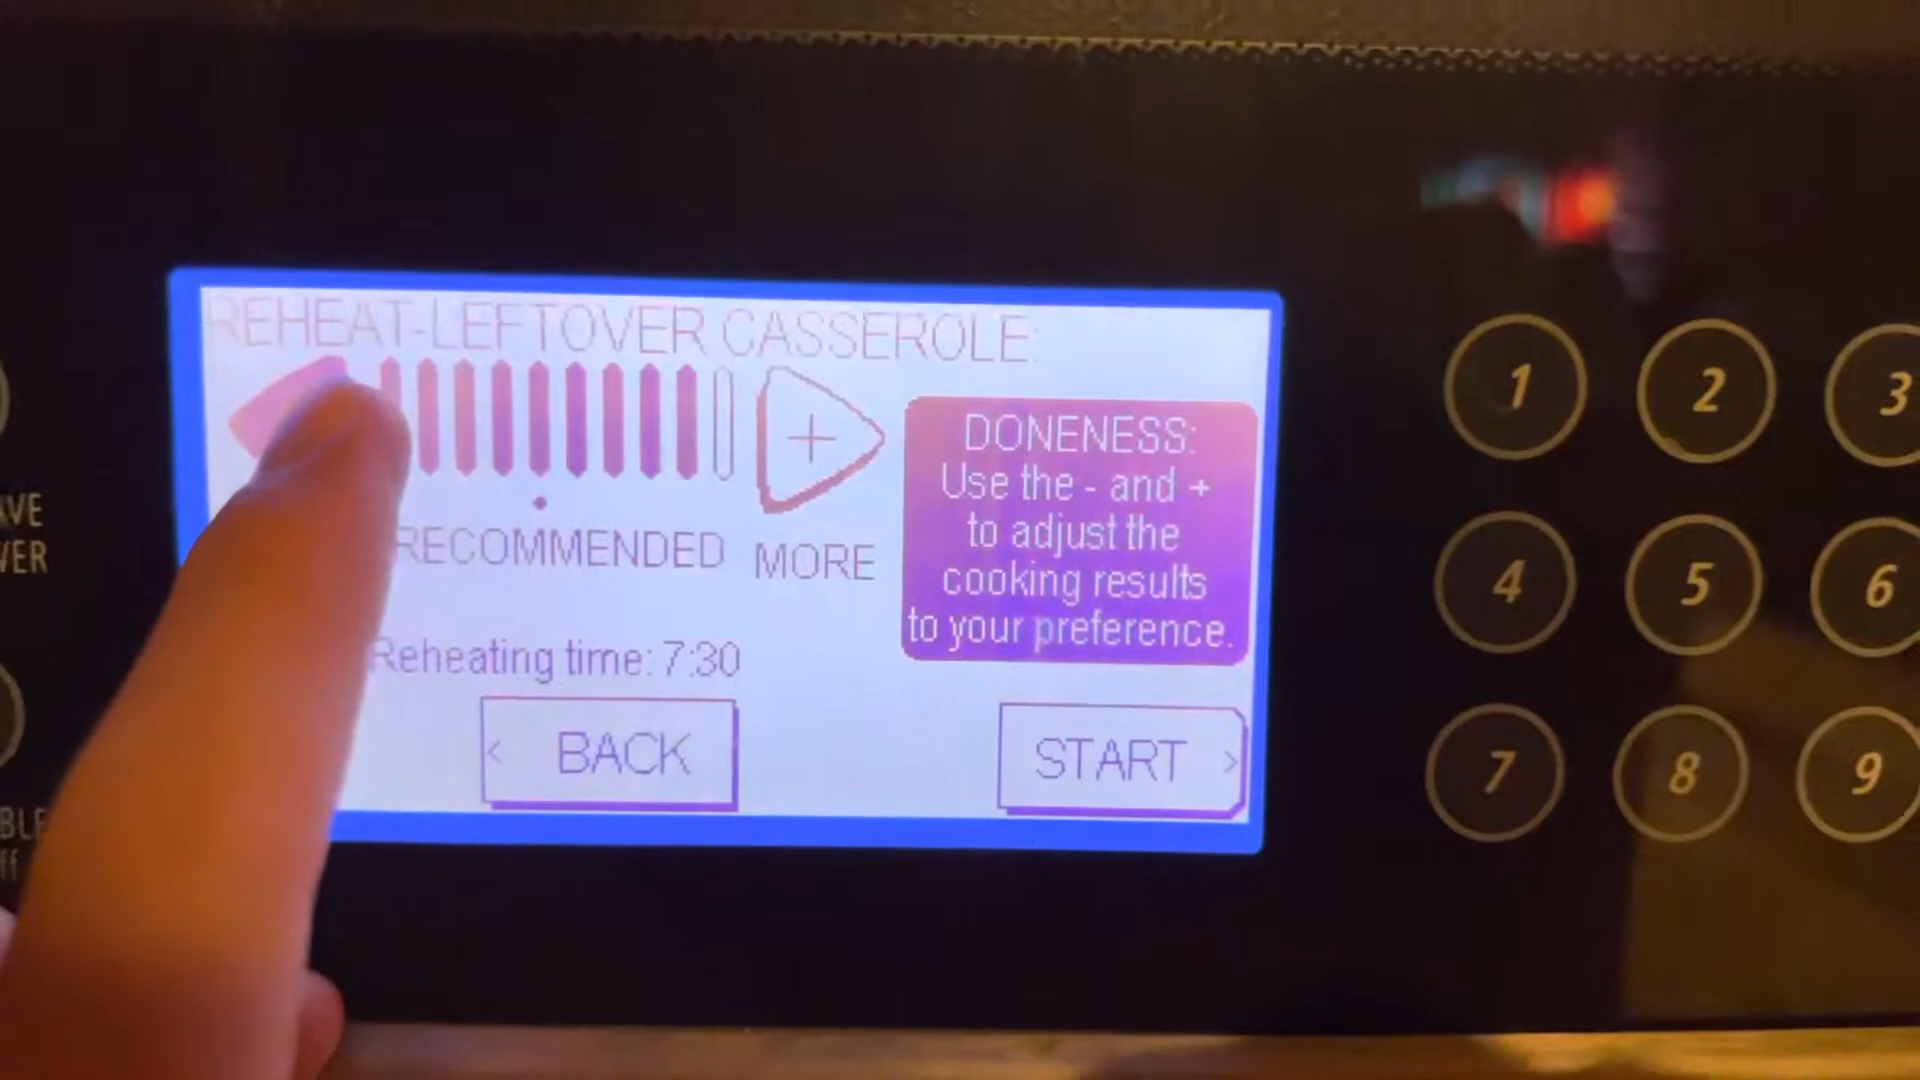 REHEAT-LEFTOVER CASSEROLE:
+
RECOMMENDED
MORE
DONENESS:
Use the - and +
to adjust the
cooking results
to your preference.
Reheating time: 7:30
< BACK
START >
1 2 3
4 5 6
7 8 9